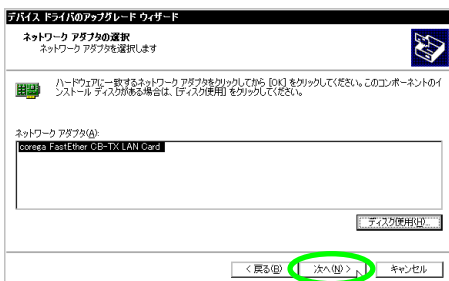 デバイス ドライバのアップグレード ウィザード
ネットワーク アダプタの選択
ネットワーク アダプタを選択します
ハードウェアに一致するネットワーク アダプタをクリックしてから [OK] をクリックしてください。このコンポーネントのイ
ンストール ディスクがある場合は、[ディスク使用] をクリックしてください。
ネットワーク アダプタ(A):
corega FastEther CB-TX LAN Card
ディスク使用(H)...
< 戻る(B)
次へ(N) >
キャンセル